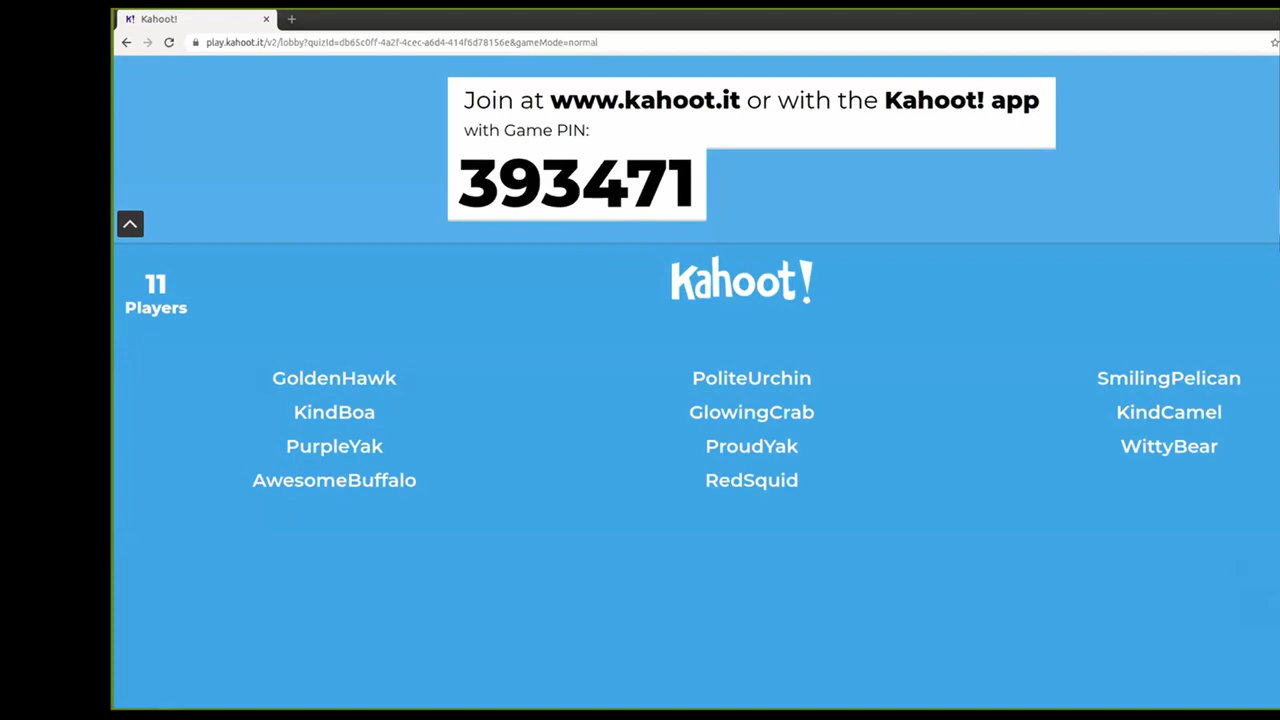 K! Kahoot!
play.kahoot.it/v2/lobby?quizId=db65c0ff-4a2f-4cec-a6d4-414f6d78156e&gameMode=normal
Join at www.kahoot.it or with the Kahoot! app
with Game PIN:
393471
11
Players
Kahoot!
GoldenHawk PoliteUrchin SmilingPelican
KindBoa GlowingCrab KindCamel
PurpleYak ProudYak WittyBear
AwesomeBuffalo RedSquid